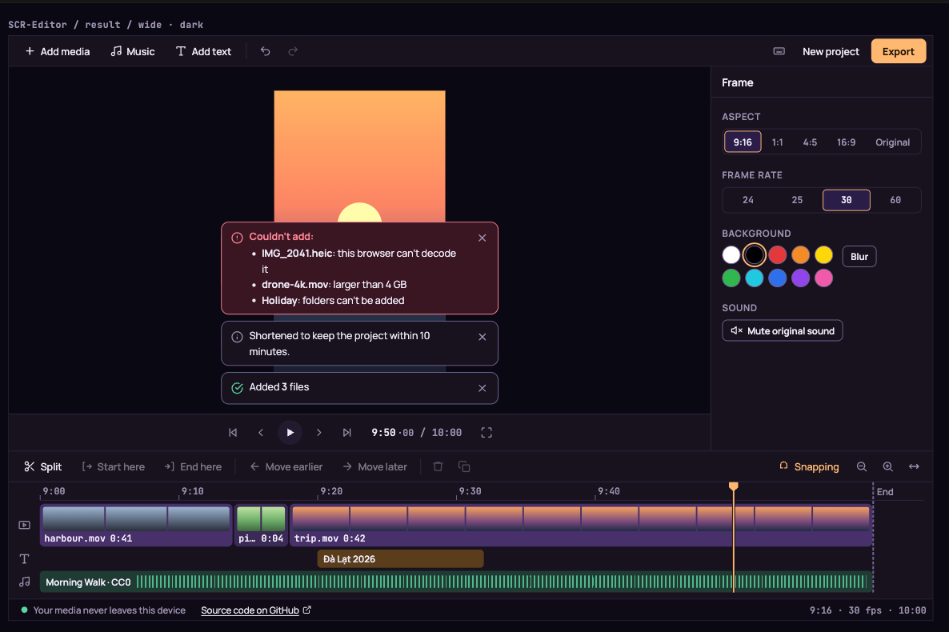 SCR-Editor / result / wide · dark
+ Add media Music Add text New project Export
Frame
ASPECT
9:16 1:1 4:5 16:9 Original
FRAME RATE
24 25 30 60
BACKGROUND
Blur
SOUND
Mute original sound
Couldn't add:
• IMG_2041.heic: this browser can't decode
it
• drone-4k.mov: larger than 4 GB
• Holiday: folders can't be added
Shortened to keep the project within 10
minutes.
Added 3 files
9:50·00 / 10:00
Split Start here End here Move earlier Move later Snapping
9:00 9:10 9:20 9:30 9:40 End
harbour.mov 0:41 pi… 0:04 trip.mov 0:42
Đà Lạt 2026
Morning Walk · CC0
Your media never leaves this device Source code on GitHub 9:16 · 30 fps · 10:00